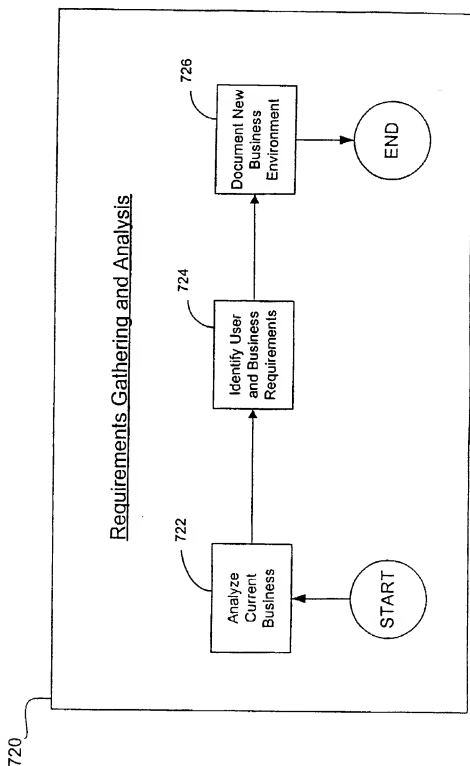 720
Requirements Gathering and Analysis
722
Analyze
Current
Business
724
Identify User
and Business
Requirements
726
Document New
Business
Environment
START
END